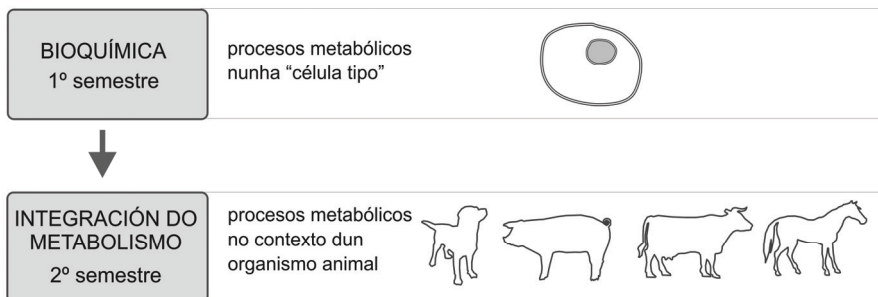 BIOQUÍMICA
1º semestre
procesos metabólicos
nunha “célula tipo”
INTEGRACIÓN DO
METABOLISMO
2º semestre
procesos metabólicos
no contexto dun
organismo animal